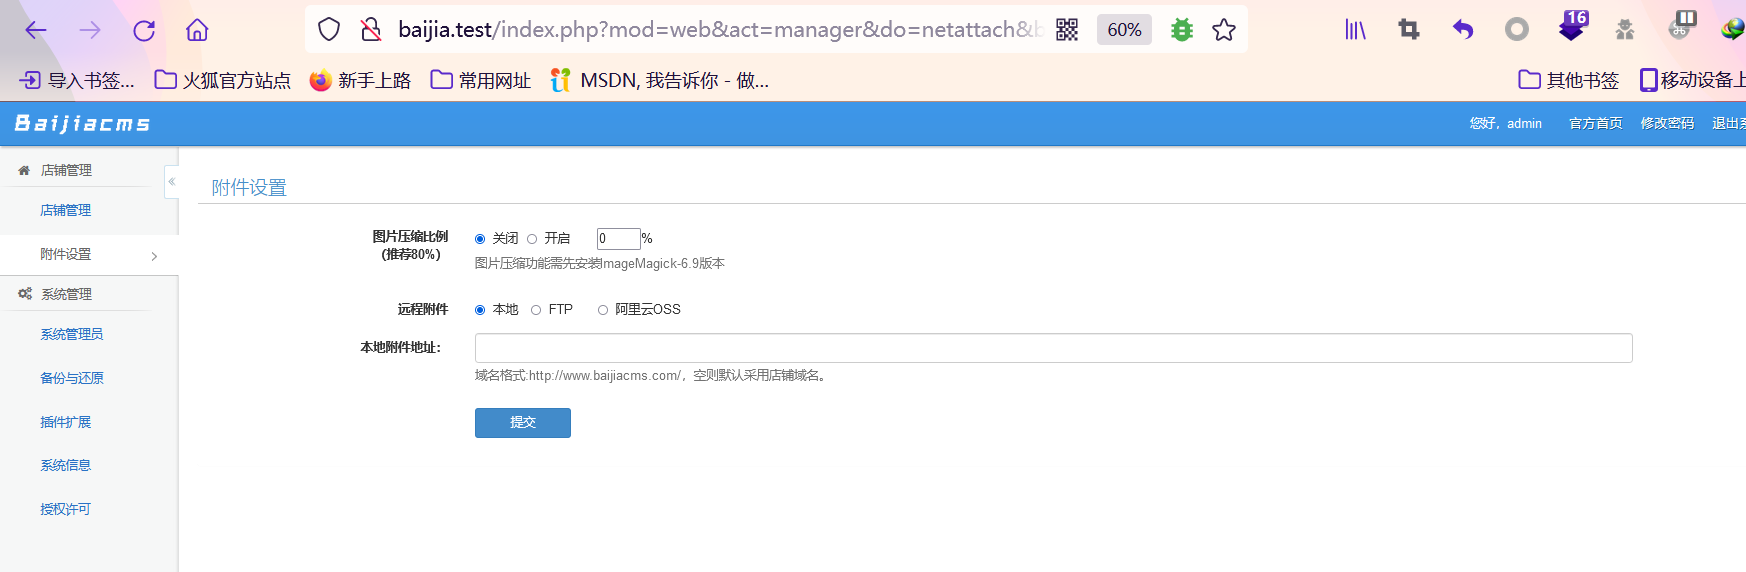 baijia.test/index.php?mod=web&act=manager&do=netattach&b
60%
16
导入书签...
火狐官方站点
新手上路
常用网址
MSDN, 我告诉你 - 做...
其他书签
移动设备上
Baijiacms
您好，admin
官方首页
修改密码
退出系
店铺管理
店铺管理
附件设置
系统管理
系统管理员
备份与还原
插件扩展
系统信息
授权许可
附件设置
图片压缩比例
(推荐80%)
关闭
开启
0
%
图片压缩功能需先安装ImageMagick-6.9版本
远程附件
本地
FTP
阿里云OSS
本地附件地址：
域名格式:http://www.baijiacms.com/，空则默认采用店铺域名。
提交